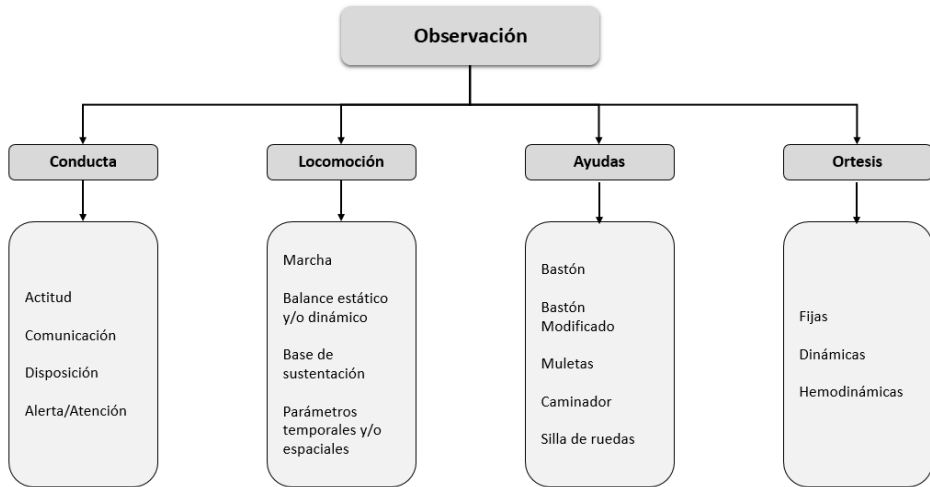 Observación
Conducta
Locomoción
Ayudas
Ortesis
Actitud
Comunicación
Disposición
Alerta/Atención
Marcha
Balance estático
y/o dinámico
Base de
sustentación
Parámetros
temporales y/o
espaciales
Bastón
Bastón
Modificado
Muletas
Caminador
Silla de ruedas
Fijas
Dinámicas
Hemodinámicas